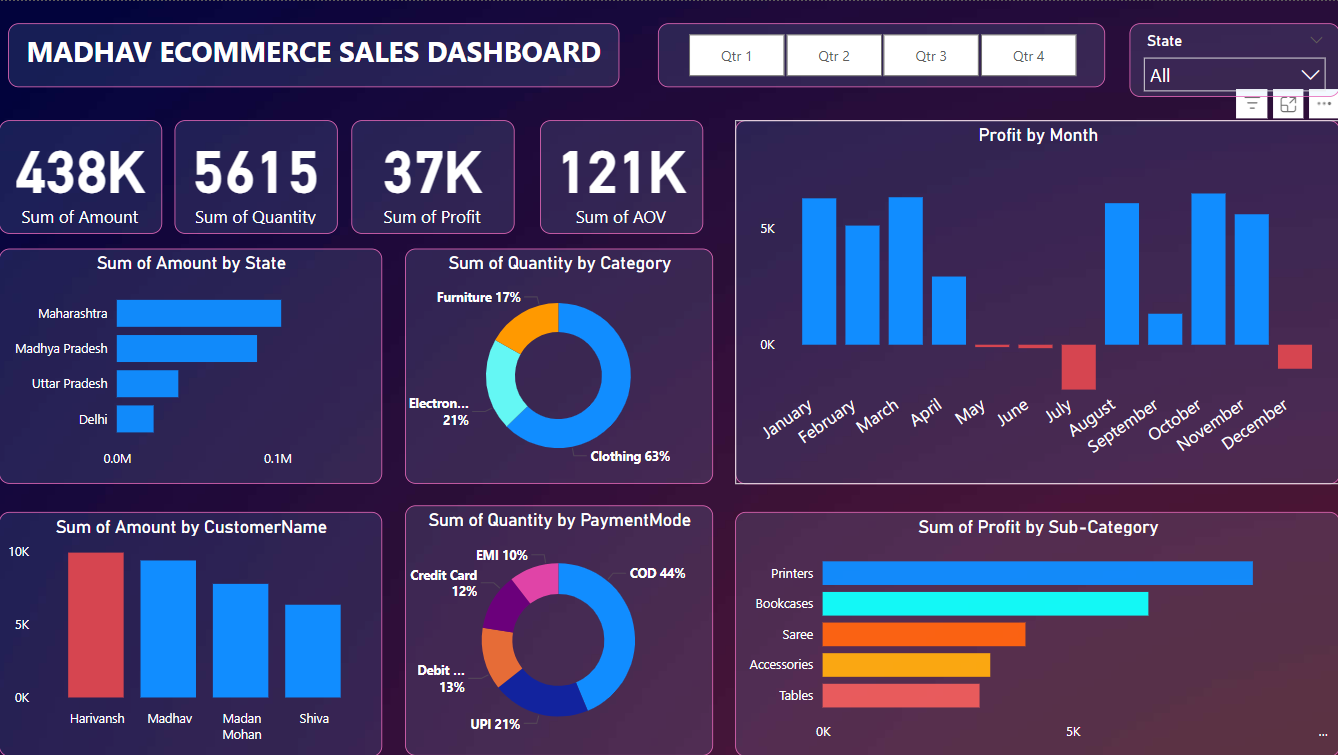 MADHAV ECOMMERCE SALES DASHBOARD
Qtr 1
Qtr 2
Qtr 3
Qtr 4
State
All
438K
Sum of Amount
5615
Sum of Quantity
37K
Sum of Profit
121K
Sum of AOV
Profit by Month
5K
0K
January
February
March
April
May
June
July
August
September
October
November
December
Sum of Amount by State
Maharashtra
Madhya Pradesh
Uttar Pradesh
Delhi
0.0M
0.1M
Sum of Quantity by Category
Furniture 17%
Electron...
21%
Clothing 63%
Sum of Amount by CustomerName
10K
5K
0K
Harivansh
Madhav
Madan
Mohan
Shiva
Sum of Quantity by PaymentMode
EMI 10%
COD 44%
Credit Card
12%
Debit ...
13%
UPI 21%
Sum of Profit by Sub-Category
Printers
Bookcases
Saree
Accessories
Tables
0K
5K
...